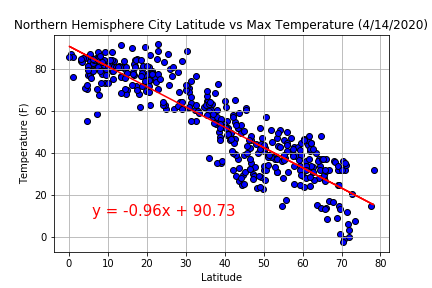 Northern Hemisphere City Latitude vs Max Temperature (4/14/2020)
80
60
40
20
0
Temperature (F)
y = -0.96x + 90.73
0 10 20 30 40 50 60 70 80
Latitude